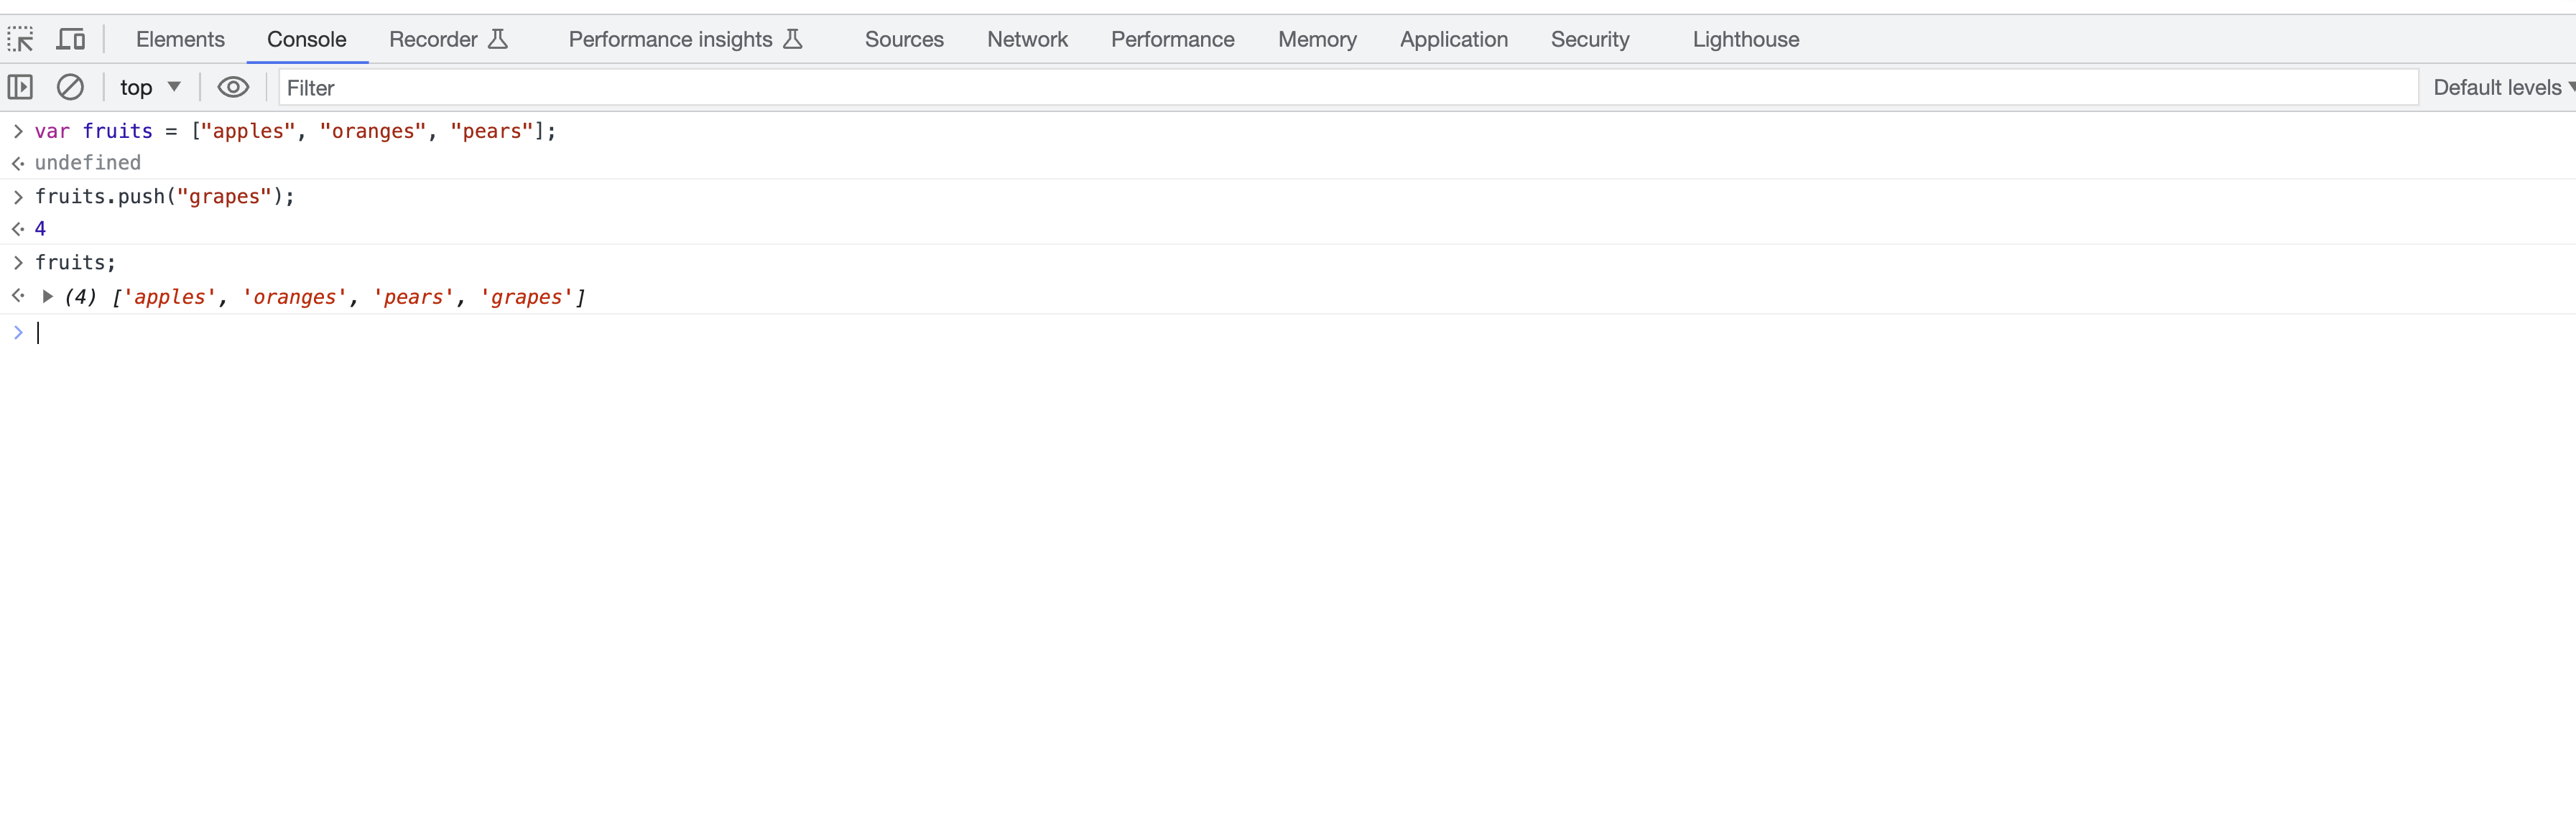 Elements Console Recorder Performance insights Sources Network Performance Memory Application Security Lighthouse
top Filter Default levels
> var fruits = ["apples", "oranges", "pears"];
undefined
> fruits.push("grapes");
4
> fruits;
(4) ['apples', 'oranges', 'pears', 'grapes']
>